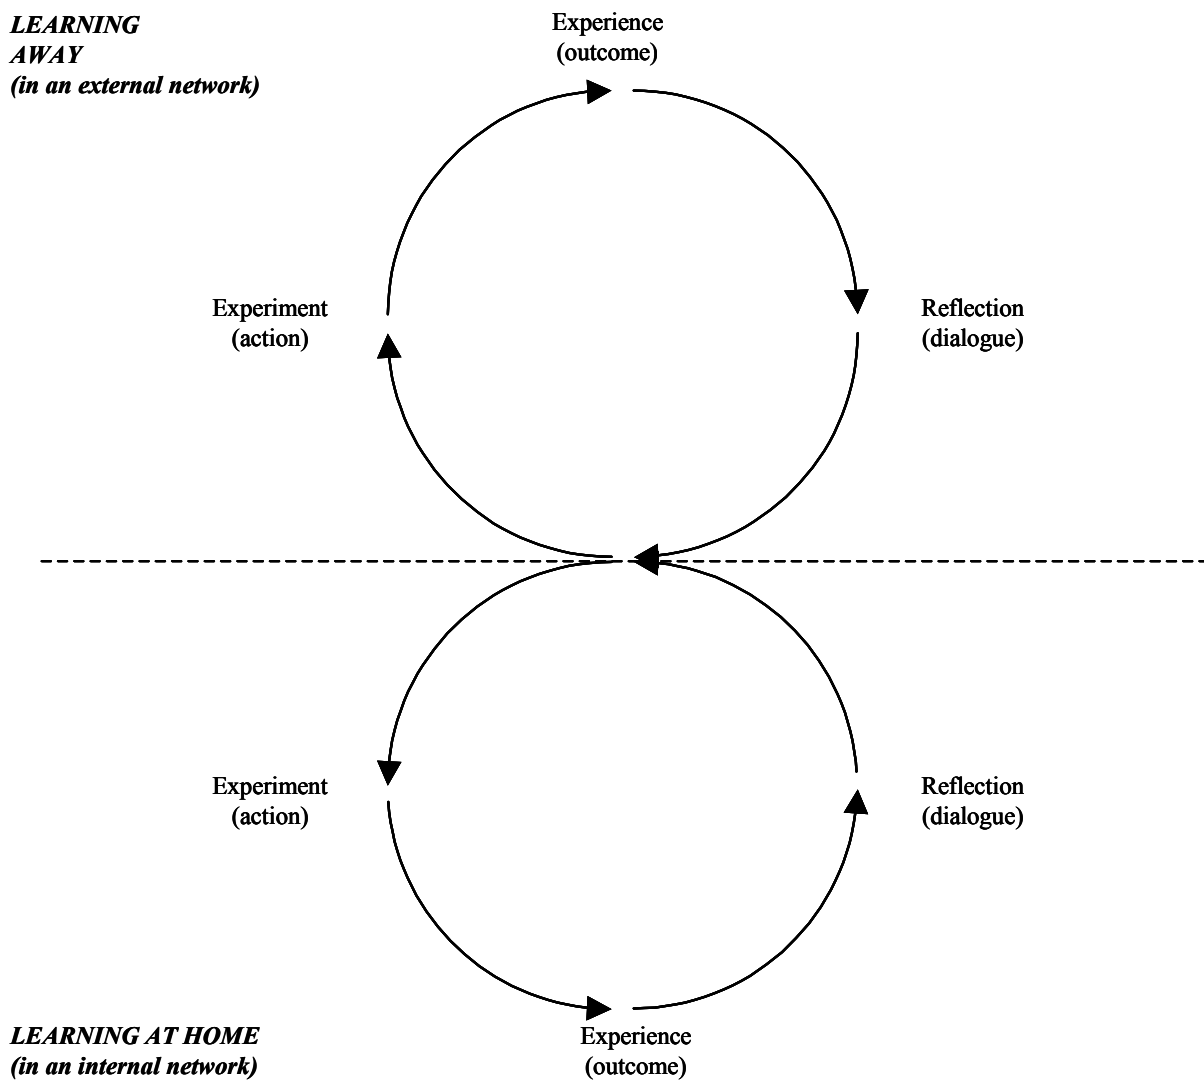 LEARNING
AWAY
(in an external network)
Experience
(outcome)
Experiment
(action)
Reflection
(dialogue)
Experiment
(action)
Reflection
(dialogue)
LEARNING AT HOME
(in an internal network)
Experience
(outcome)